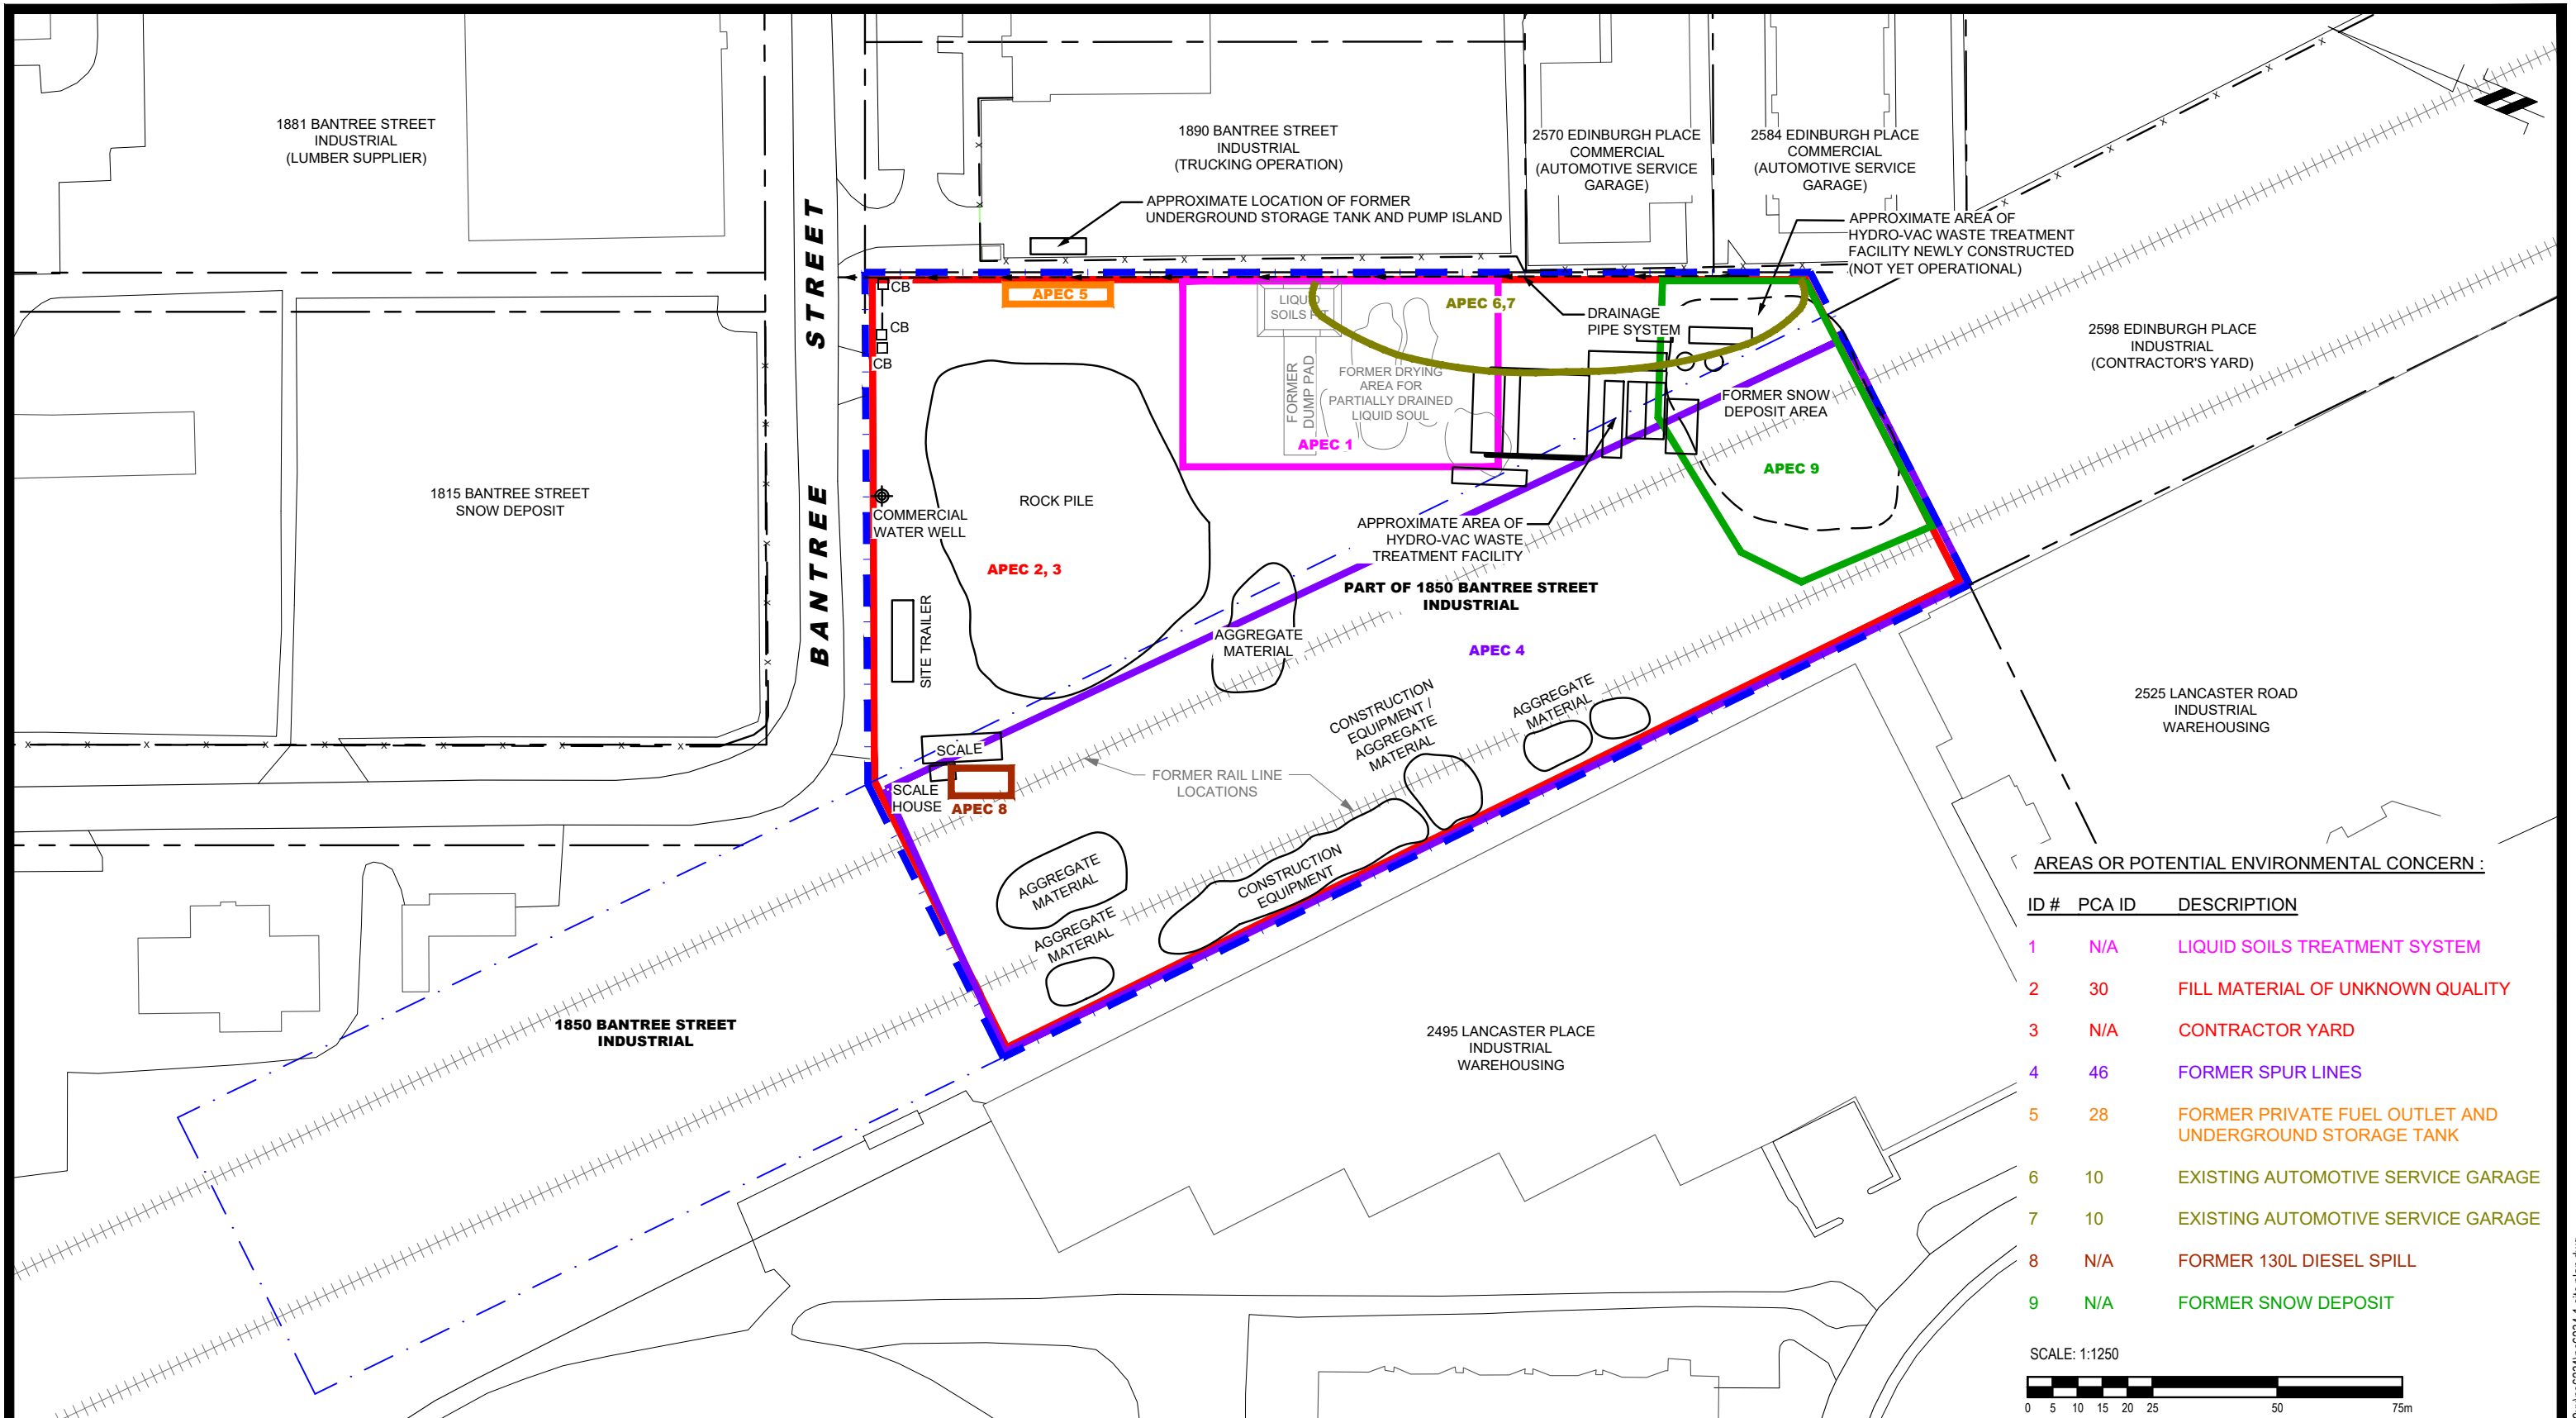 1881 BANTREE STREET
INDUSTRIAL
(LUMBER SUPPLIER)
1890 BANTREE STREET
INDUSTRIAL
(TRUCKING OPERATION)
2570 EDINBURGH PLACE
COMMERCIAL
(AUTOMOTIVE SERVICE
GARAGE)
2584 EDINBURGH PLACE
COMMERCIAL
(AUTOMOTIVE SERVICE
GARAGE)
APPROXIMATE LOCATION OF FORMER
UNDERGROUND STORAGE TANK AND PUMP ISLAND
APPROXIMATE AREA OF
HYDRO-VAC WASTE TREATMENT
FACILITY NEWLY CONSTRUCTED
(NOT YET OPERATIONAL)
BANTREE STREET
CB
CB
CB
APEC 5
LIQUID
SOILS PIT
APEC 6,7
DRAINAGE
PIPE SYSTEM
2598 EDINBURGH PLACE
INDUSTRIAL
(CONTRACTOR'S YARD)
FORMER
DUMP PAD
FORMER DRYING
AREA FOR
PARTIALLY DRAINED
LIQUID SOUL
APEC 1
FORMER SNOW
DEPOSIT AREA
APEC 9
1815 BANTREE STREET
SNOW DEPOSIT
ROCK PILE
COMMERCIAL
WATER WELL
APEC 2, 3
APPROXIMATE AREA OF
HYDRO-VAC WASTE
TREATMENT FACILITY
PART OF 1850 BANTREE STREET
INDUSTRIAL
SITE TRAILER
AGGREGATE
MATERIAL
APEC 4
CONSTRUCTION
EQUIPMENT /
AGGREGATE
MATERIAL
AGGREGATE
MATERIAL
2525 LANCASTER ROAD
INDUSTRIAL
WAREHOUSING
SCALE
SCALE
HOUSE
APEC 8
FORMER RAIL LINE
LOCATIONS
AGGREGATE
MATERIAL
CONSTRUCTION
EQUIPMENT
AGGREGATE
MATERIAL
1850 BANTREE STREET
INDUSTRIAL
2495 LANCASTER PLACE
INDUSTRIAL
WAREHOUSING
AREAS OR POTENTIAL ENVIRONMENTAL CONCERN :
ID # PCA ID DESCRIPTION
1 N/A LIQUID SOILS TREATMENT SYSTEM
2 30 FILL MATERIAL OF UNKNOWN QUALITY
3 N/A CONTRACTOR YARD
4 46 FORMER SPUR LINES
5 28 FORMER PRIVATE FUEL OUTLET AND
UNDERGROUND STORAGE TANK
6 10 EXISTING AUTOMOTIVE SERVICE GARAGE
7 10 EXISTING AUTOMOTIVE SERVICE GARAGE
8 N/A FORMER 130L DIESEL SPILL
9 N/A FORMER SNOW DEPOSIT
SCALE: 1:1250
0 5 10 15 20 25 50 75m